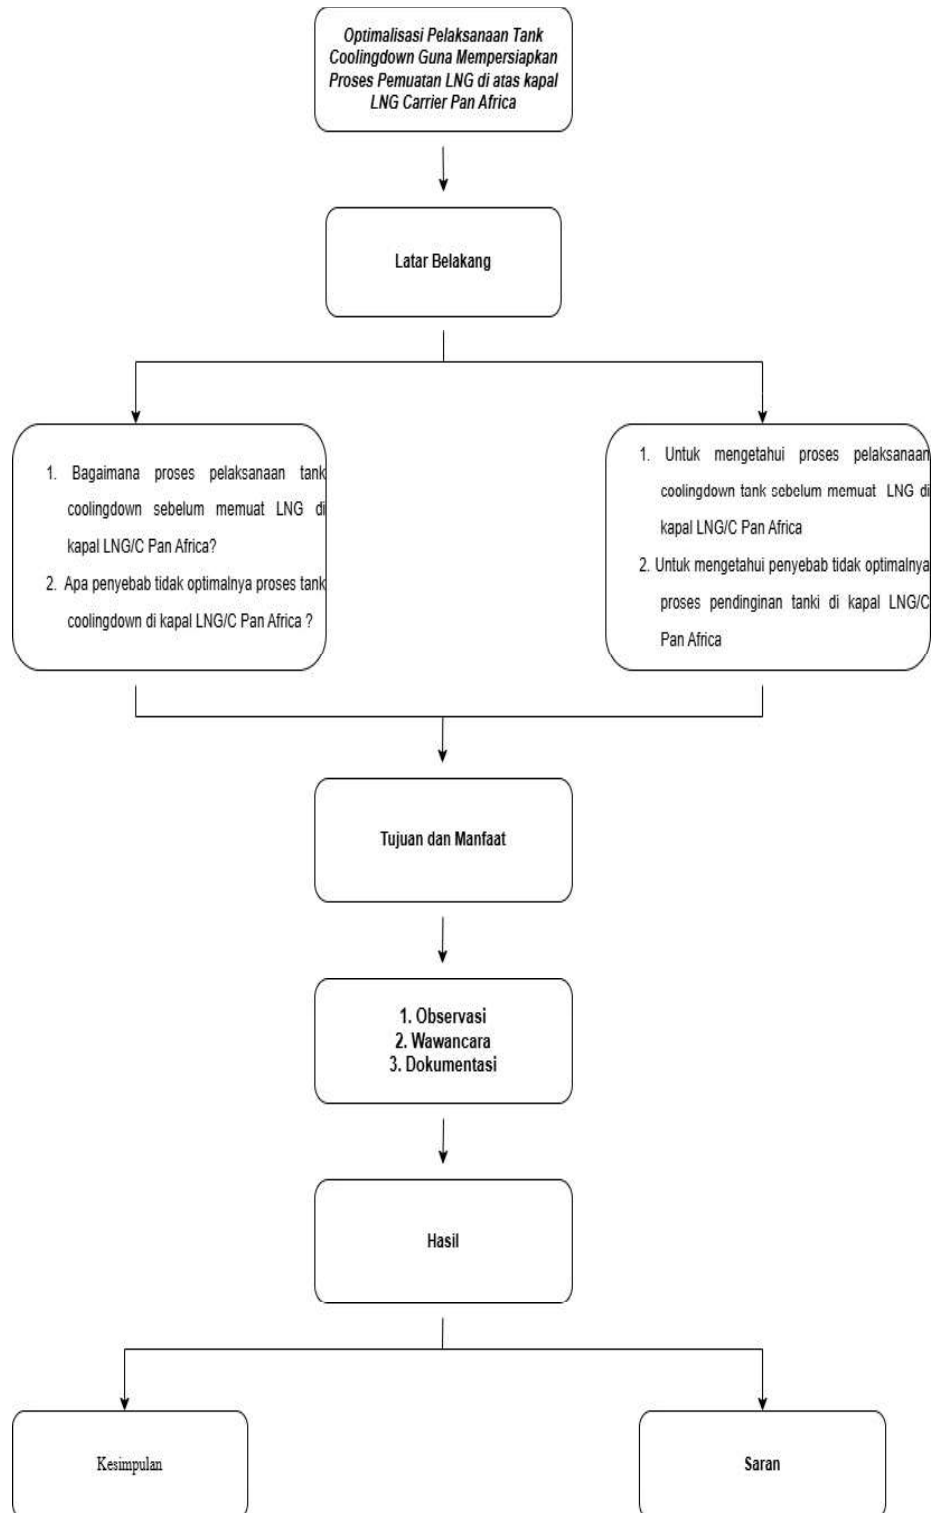 Optimalisasi Pelaksanaan Tank
Coolingdown Guna Mempersiapkan
Proses Pemuatan LNG di atas kapal
LNG Carrier Pan Africa
Latar Belakang
1. Bagaimana proses pelaksanaan tank
coolingdown sebelum memuat LNG di
kapal LNG/C Pan Africa?
2. Apa penyebab tidak optimalnya proses tank
coolingdown di kapal LNG/C Pan Africa ?
1. Untuk mengetahui proses pelaksanaan
coolingdown tank sebelum memuat LNG di
kapal LNG/C Pan Africa
2. Untuk mengetahui penyebab tidak optimalnya
proses pendinginan tanki di kapal LNG/C
Pan Africa
Tujuan dan Manfaat
1. Observasi
2. Wawancara
3. Dokumentasi
Hasil
Kesimpulan
Saran